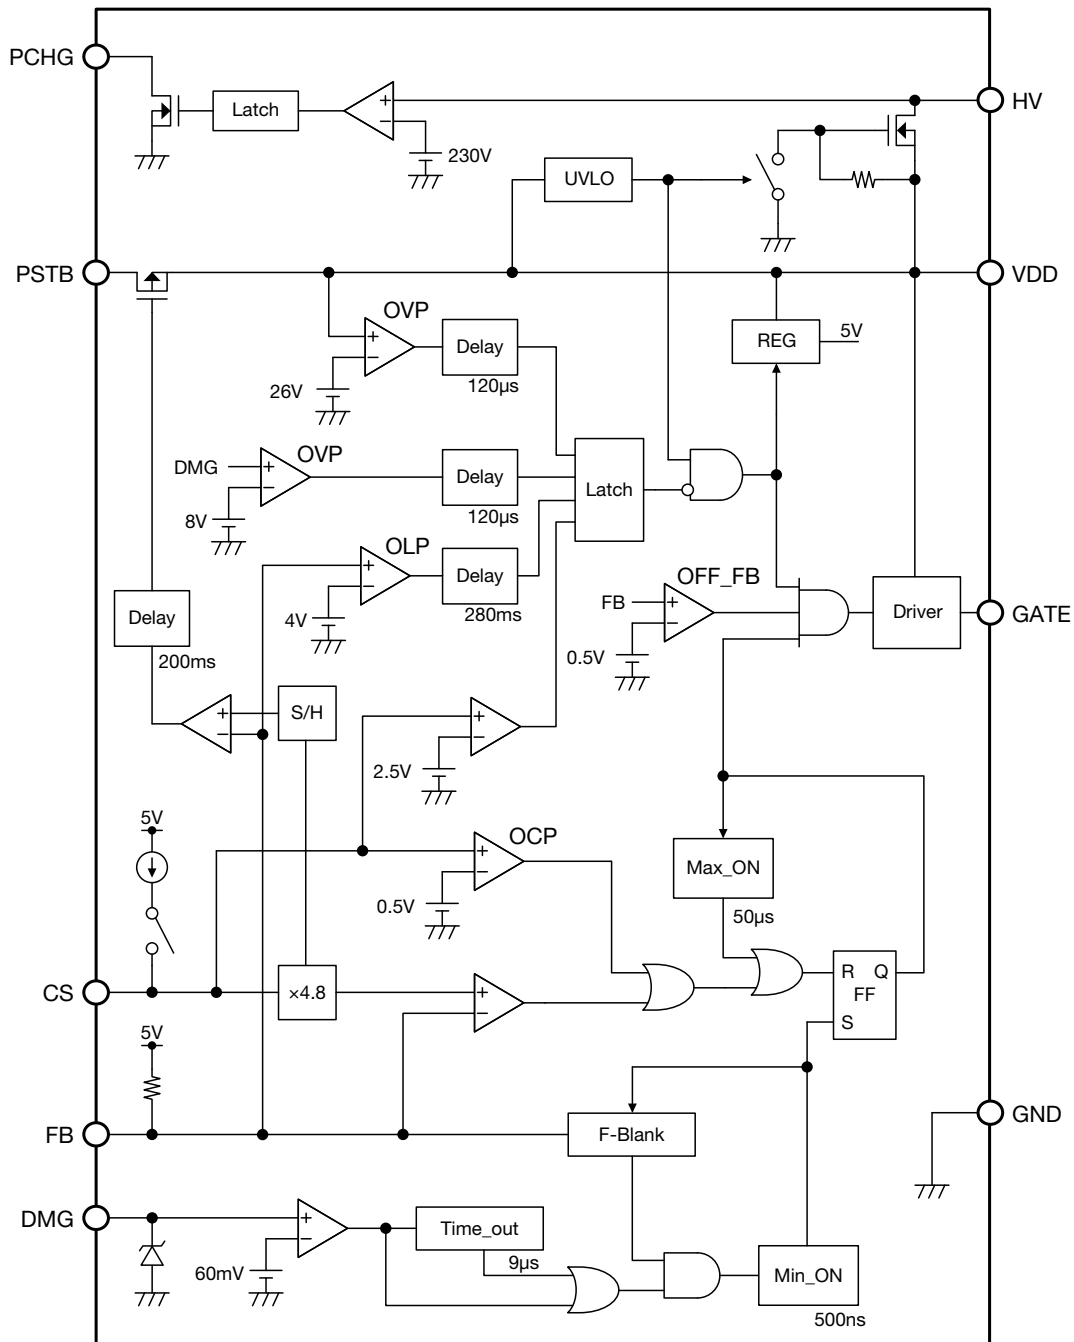 PCHG
Latch
+
−
230V
HV
UVLO
PSTB
VDD
OVP
+
−
Delay
120μs
26V
REG
5V
DMG
OVP
+
−
Delay
120μs
8V
Latch
OLP
+
−
Delay
280ms
4V
Delay
200ms
OFF_FB
FB
+
−
0.5V
Driver
GATE
S/H
+
−
+
−
2.5V
5V
OCP
+
−
0.5V
Max_ON
50μs
CS
×4.8
+
−
R Q
FF
S
5V
FB
F-Blank
GND
DMG
+
−
60mV
Time_out
9μs
Min_ON
500ns